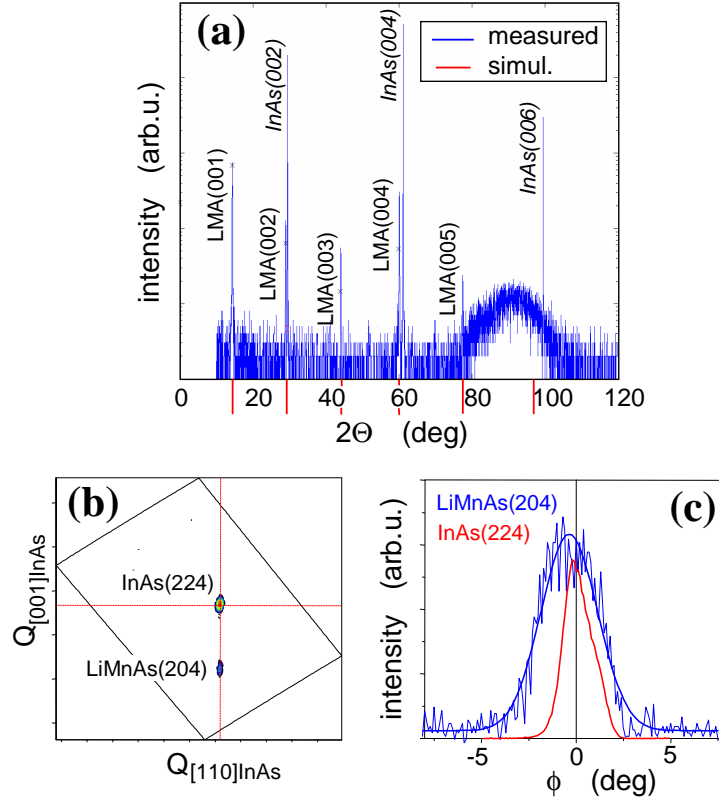 (a)
measured
simul.
intensity (arb.u.)
LMA(001)
LMA(002)
InAs(002)
LMA(003)
LMA(004)
InAs(004)
LMA(005)
InAs(006)
0 20 40 60 80 100 120
2Θ (deg)
(b)
InAs(224)
LiMnAs(204)
Q[001]InAs
Q[110]InAs
(c)
LiMnAs(204)
InAs(224)
intensity (arb.u.)
-5 0 5
ϕ (deg)